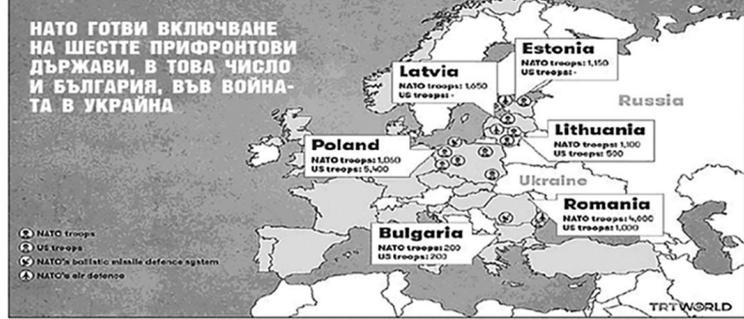 НАТО ГОТВИ ВКЛЮЧВАНЕ
НА ШЕСТТЕ ПРИФРОНТОВИ
ДЪРЖАВИ, В ТОВА ЧИСЛО
И БЪЛГАРИЯ, ВЪВ ВОЙНА-
ТА В УКРАЙНА
Estonia
NATO troops: 1,150
US troops: -
Latvia
NATO troops: 1,650
US troops: -
Russia
Lithuania
NATO troops: 1,100
US troops: 500
Poland
NATO troops: 1,060
US troops: 5,400
Ukraine
Romania
NATO troops: 4,000
US troops: 1,000
Bulgaria
NATO troops: 200
US troops: 200
NATO troops
US troops
NATO's ballistic missile defence system
NATO's air defence
TRTWORLD